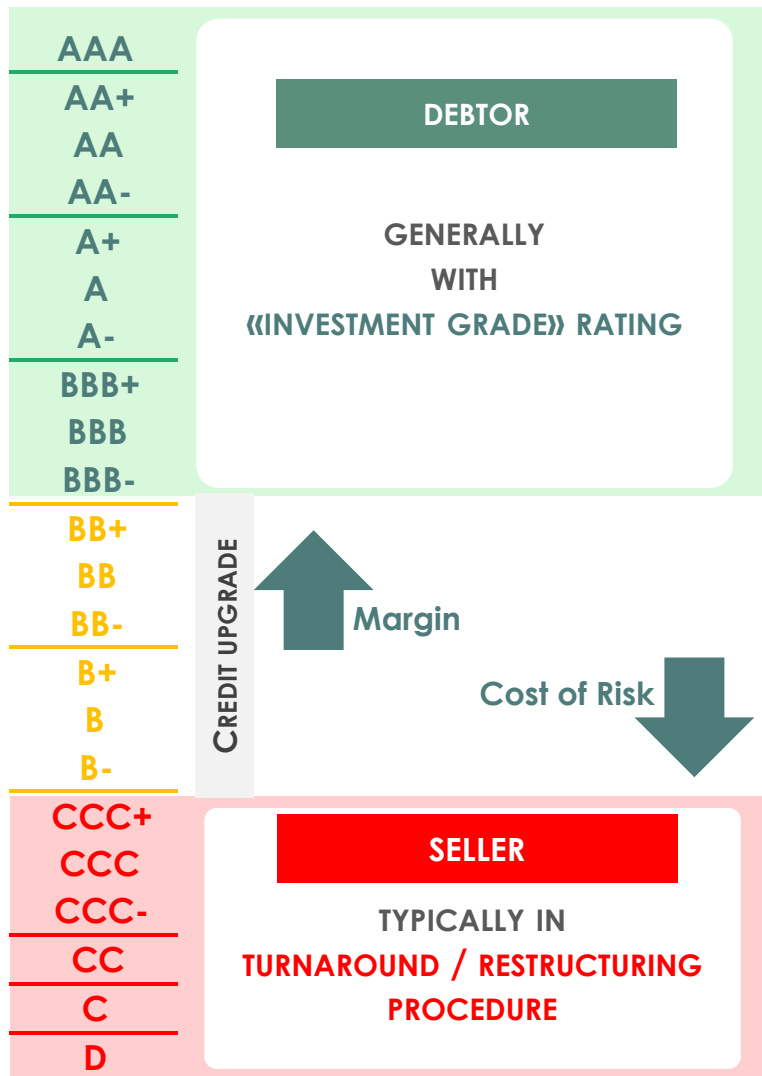 AAA
AA+
AA
AA-
A+
A
A-
BBB+
BBB
BBB-
BB+
BB
BB-
B+
B
B-
CCC+
CCC
CCC-
CC
C
D
DEBTOR
GENERALLY
WITH
«INVESTMENT GRADE» RATING
CREDIT UPGRADE
Margin
Cost of Risk
SELLER
TYPICALLY IN
TURNAROUND / RESTRUCTURING
PROCEDURE